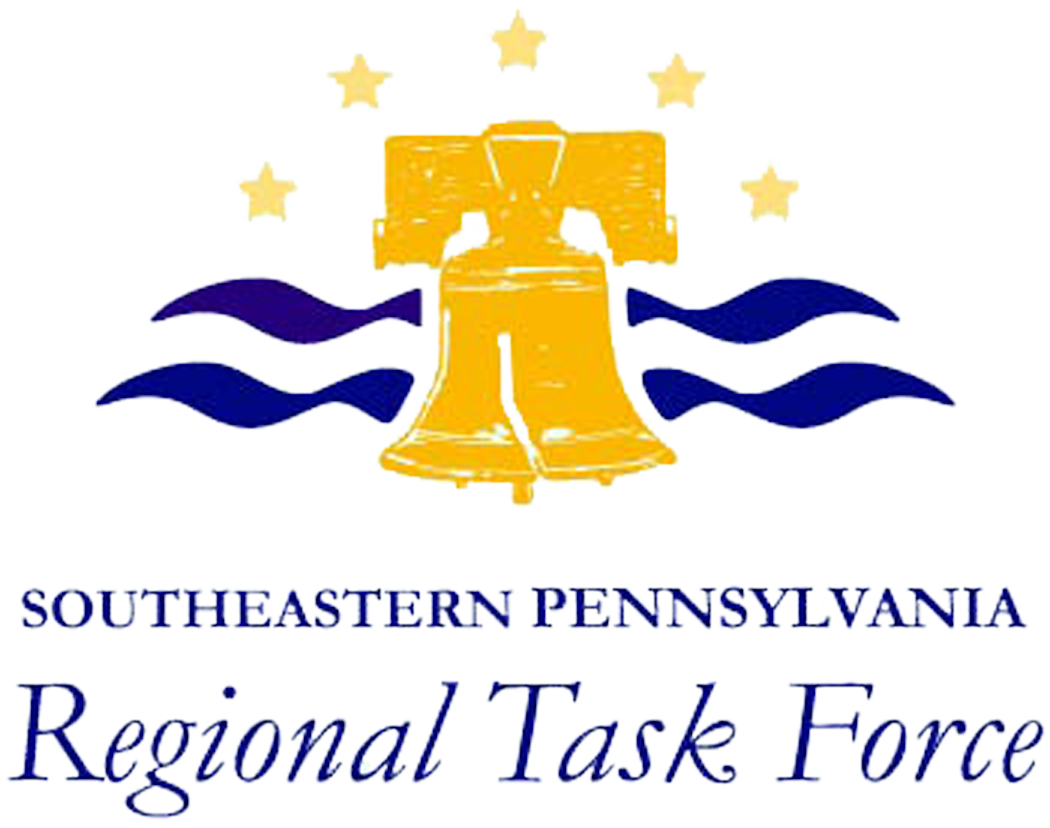 SOUTHEASTERN PENNSYLVANIA
Regional Task Force